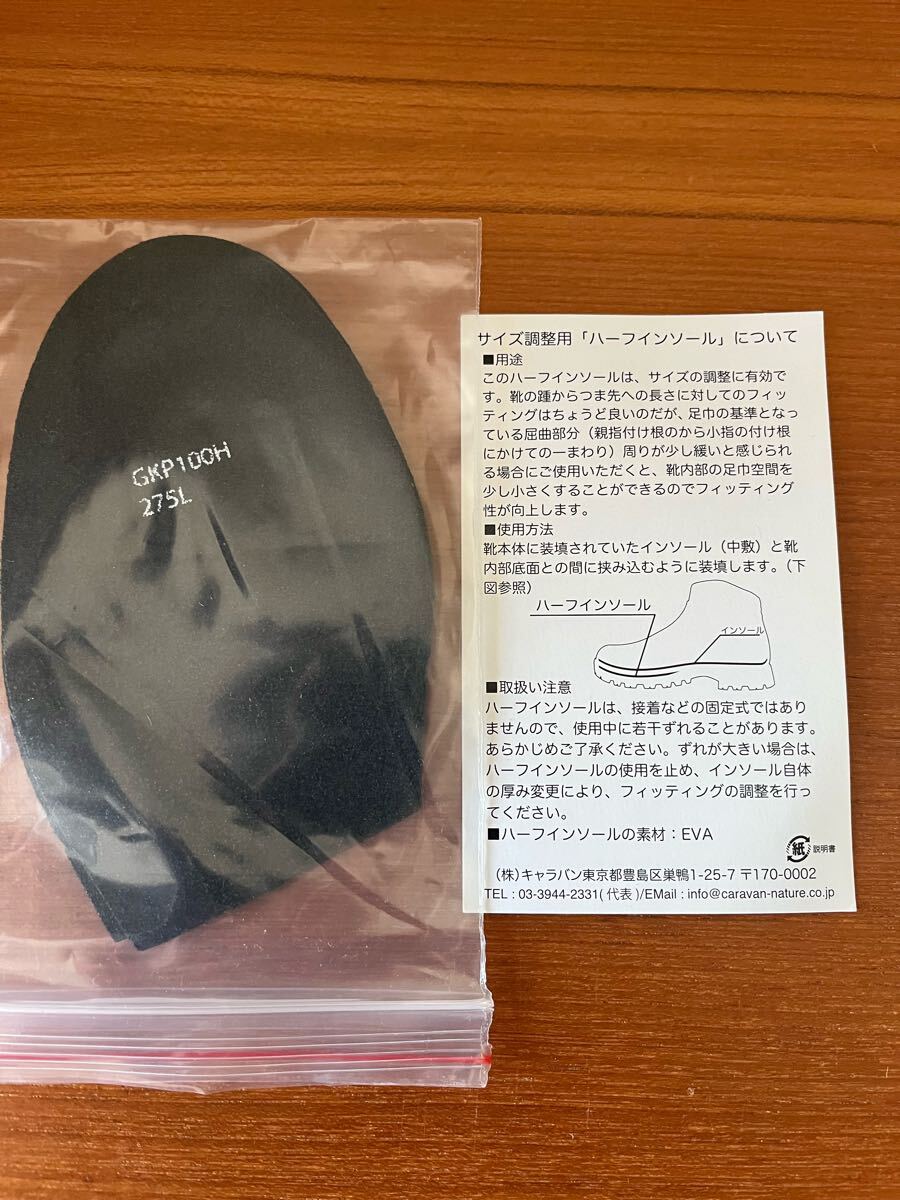 GKP100H
275L
サイズ調整用「ハーフインソール」について
■用途
このハーフインソールは、サイズの調整に有効で
す。靴の踵からつま先への長さに対してのフィッ
ティングはちょうど良いのだが、足巾の基準となっ
ている屈曲部分（親指付け根のから小指の付け根
にかけての一まわり）周りが少し緩いと感じられ
る場合にご使用いただくと、靴内部の足巾空間を
少し小さくすることができるのでフィッティング
性が向上します。
■使用方法
靴本体に装填されていたインソール（中敷）と靴
内部底面との間に挟み込むように装填します。（下
図参照）
ハーフインソール
インソール
■取扱い注意
ハーフインソールは、接着などの固定式ではあり
ませんので、使用中に若干ずれることがあります。
あらかじめご了承ください。ずれが大きい場合は、
ハーフインソールの使用を止め、インソール自体
の厚み変更により、フィッティングの調整を行っ
てください。
■ハーフインソールの素材：EVA
紙 説明書
（株）キャラバン東京都豊島区巣鴨1-25-7 〒170-0002
TEL : 03-3944-2331( 代表 )/EMail : info@caravan-nature.co.jp